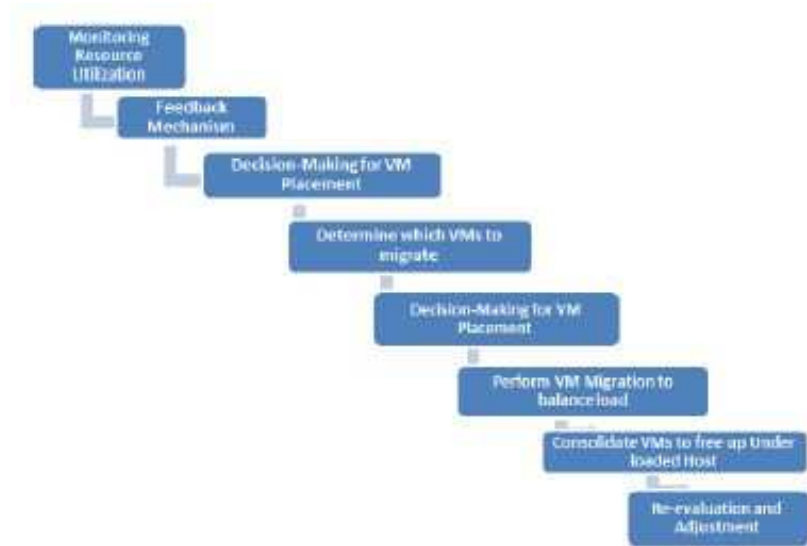 Monitoring
Resource
Utilization
Feedback
Mechanism
Decision-Making for VM
Placement
Determine which VMs to
migrate
Decision-Making for VM
Placement
Perform VM Migration to
balance load
Consolidate VMs to free up Under
loaded Host
Re-evaluation and
Adjustment